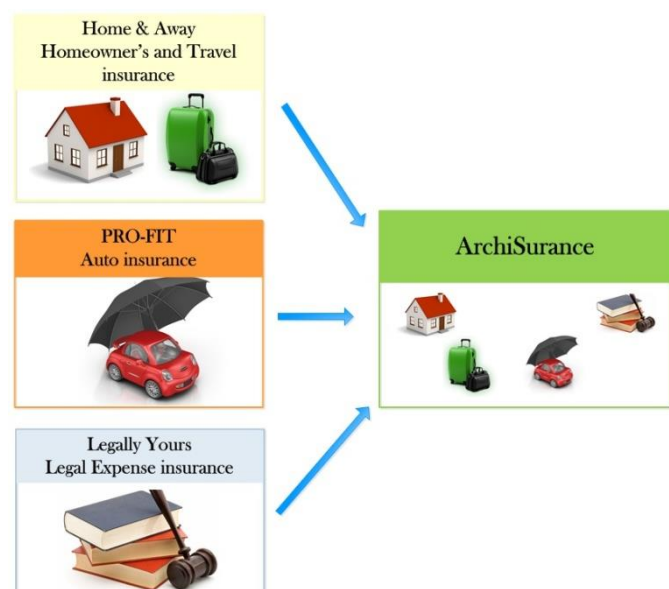 Home & Away
Homeowner's and Travel
insurance
PRO-FIT
Auto insurance
Legally Yours
Legal Expense insurance
ArchiSurance